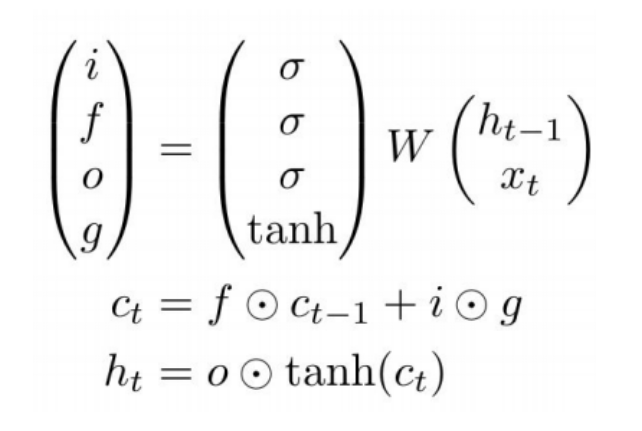 (i f o g) = (σ σ σ tanh) W (h_{t−1} x_t)
c_t = f ⊙ c_{t−1} + i ⊙ g
h_t = o ⊙ tanh(c_t)